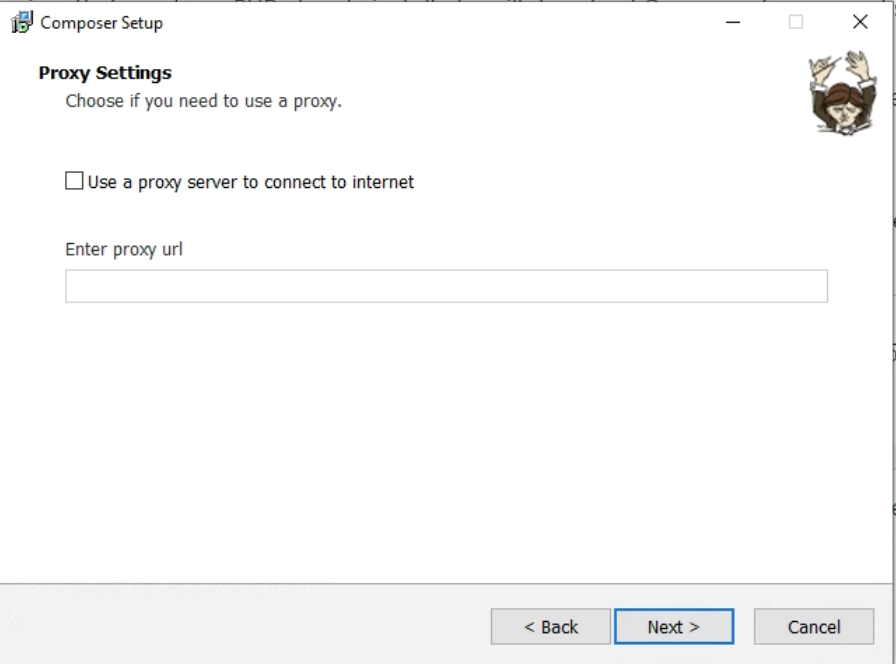 Composer Setup
Proxy Settings
Choose if you need to use a proxy.
Use a proxy server to connect to internet
Enter proxy url
< Back
Next >
Cancel